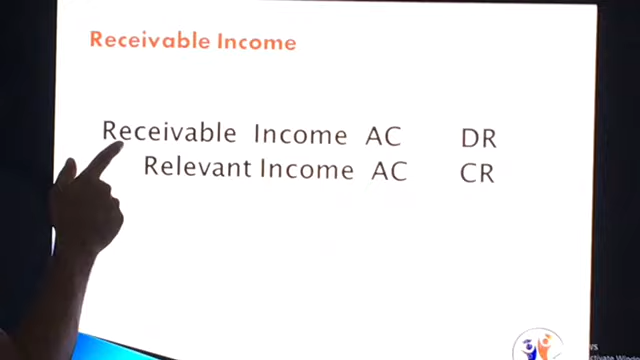 Receivable Income
Receivable Income AC DR
Relevant Income AC CR